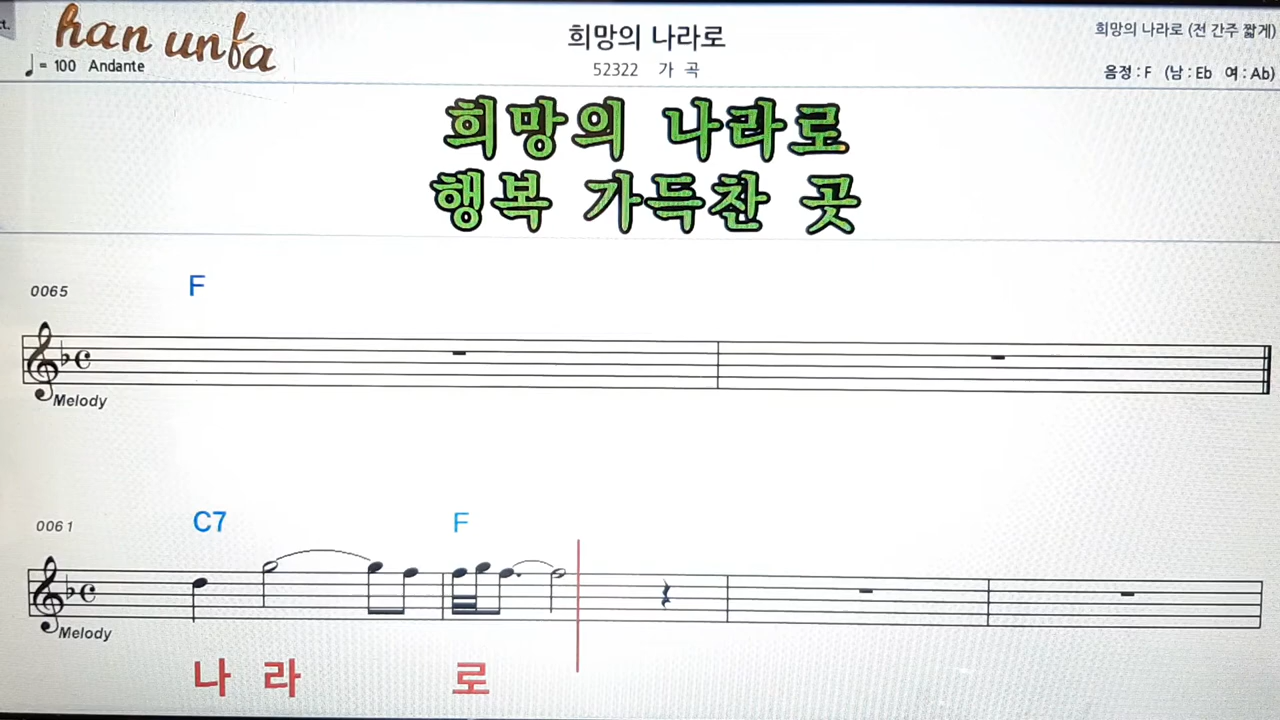 ct.
han unfa
♩= 100 Andante
희망의 나라로
52322 가 곡
희망의 나라로 (전 간주 짧게)
음정 : F (남 : Eb 여 : Ab)
희망의 나라로
행복 가득찬 곳
0065
F
Melody
0061
C7 F
Melody
나 라 로